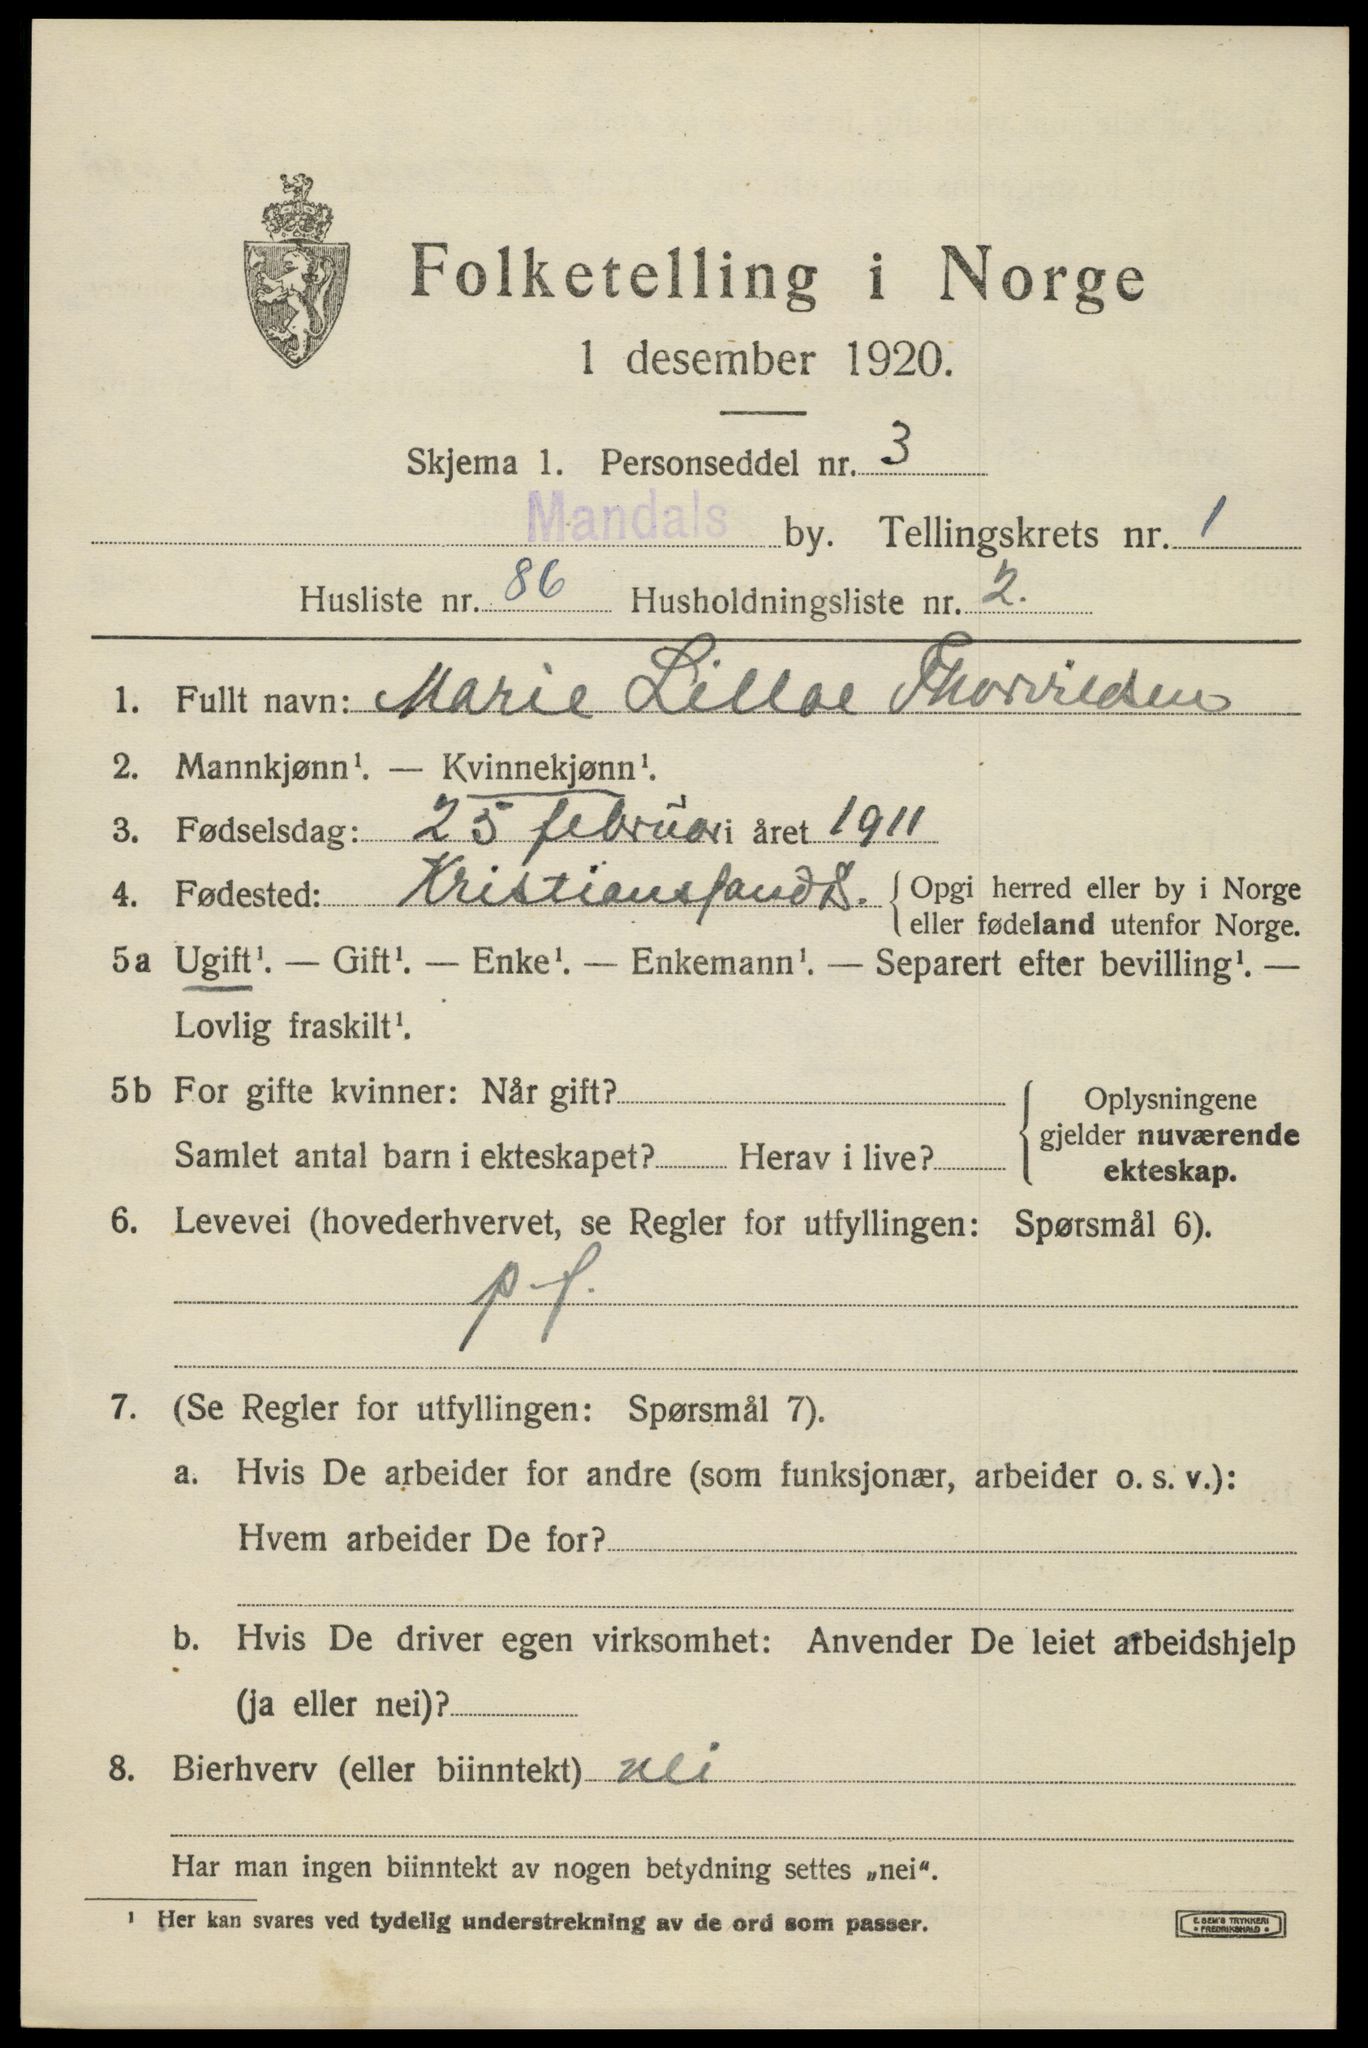 Folketelling i Norge
1 desember 1920.
Skjema 1. Personseddel nr. 3
Mandals by. Tellingskrets nr. 1
Husliste nr. 86 Husholdningsliste nr. 2.
1. Fullt navn: Marie Lilloe Thorvildsen
2. Mannkjønn¹. — Kvinnekjønn¹.
3. Fødselsdag: 25 februar i året 1911
4. Fødested: Kristiansand S. { Opgi herred eller by i Norge
eller fødeland utenfor Norge.
5a Ugift¹. — Gift¹. — Enke¹. — Enkemann¹. — Separert efter bevilling¹. —
Lovlig fraskilt¹.
5b For gifte kvinner: Når gift?
Samlet antal barn i ekteskapet? Herav i live?
Oplysningene
gjelder nuværende
ekteskap.
6. Levevei (hovederhvervet, se Regler for utfyllingen: Spørsmål 6).
p. f.
7. (Se Regler for utfyllingen: Spørsmål 7).
a. Hvis De arbeider for andre (som funksjonær, arbeider o. s. v.):
Hvem arbeider De for?
b. Hvis De driver egen virksomhet: Anvender De leiet arbeidshjelp
(ja eller nei)?
8. Bierhverv (eller biinntekt) nei
Har man ingen biinntekt av nogen betydning settes „nei“.
¹ Her kan svares ved tydelig understrekning av de ord som passer.
E. SEM'S TRYKKERI
• FREDRIKSHALD •